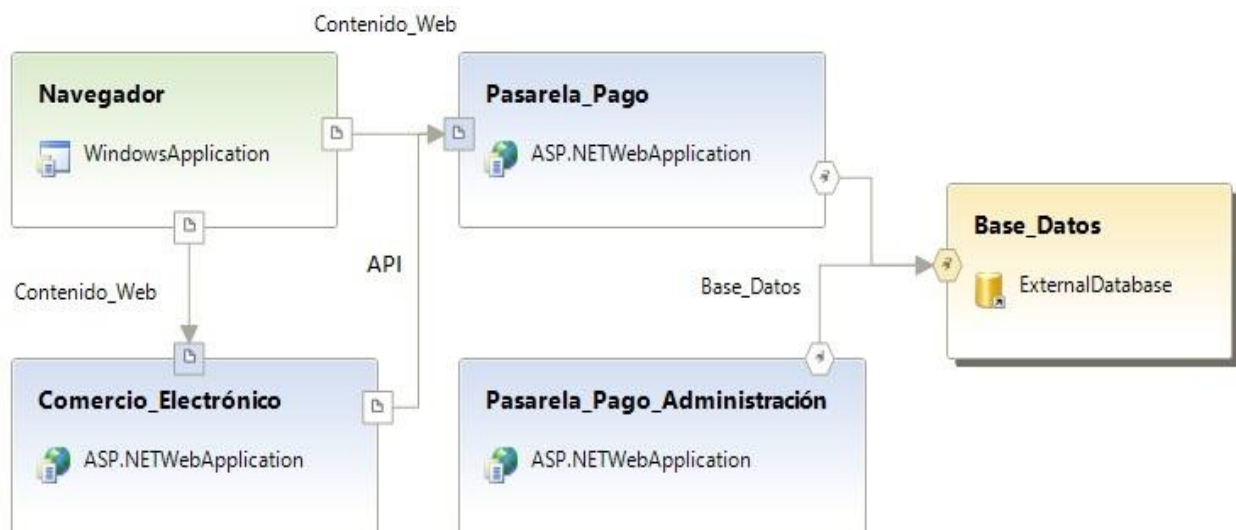 Contenido_Web
Navegador
WindowsApplication
Pasarela_Pago
ASP.NETWebApplication
Base_Datos
ExternalDatabase
API
Contenido_Web
Base_Datos
Comercio_Electrónico
ASP.NETWebApplication
Pasarela_Pago_Administración
ASP.NETWebApplication